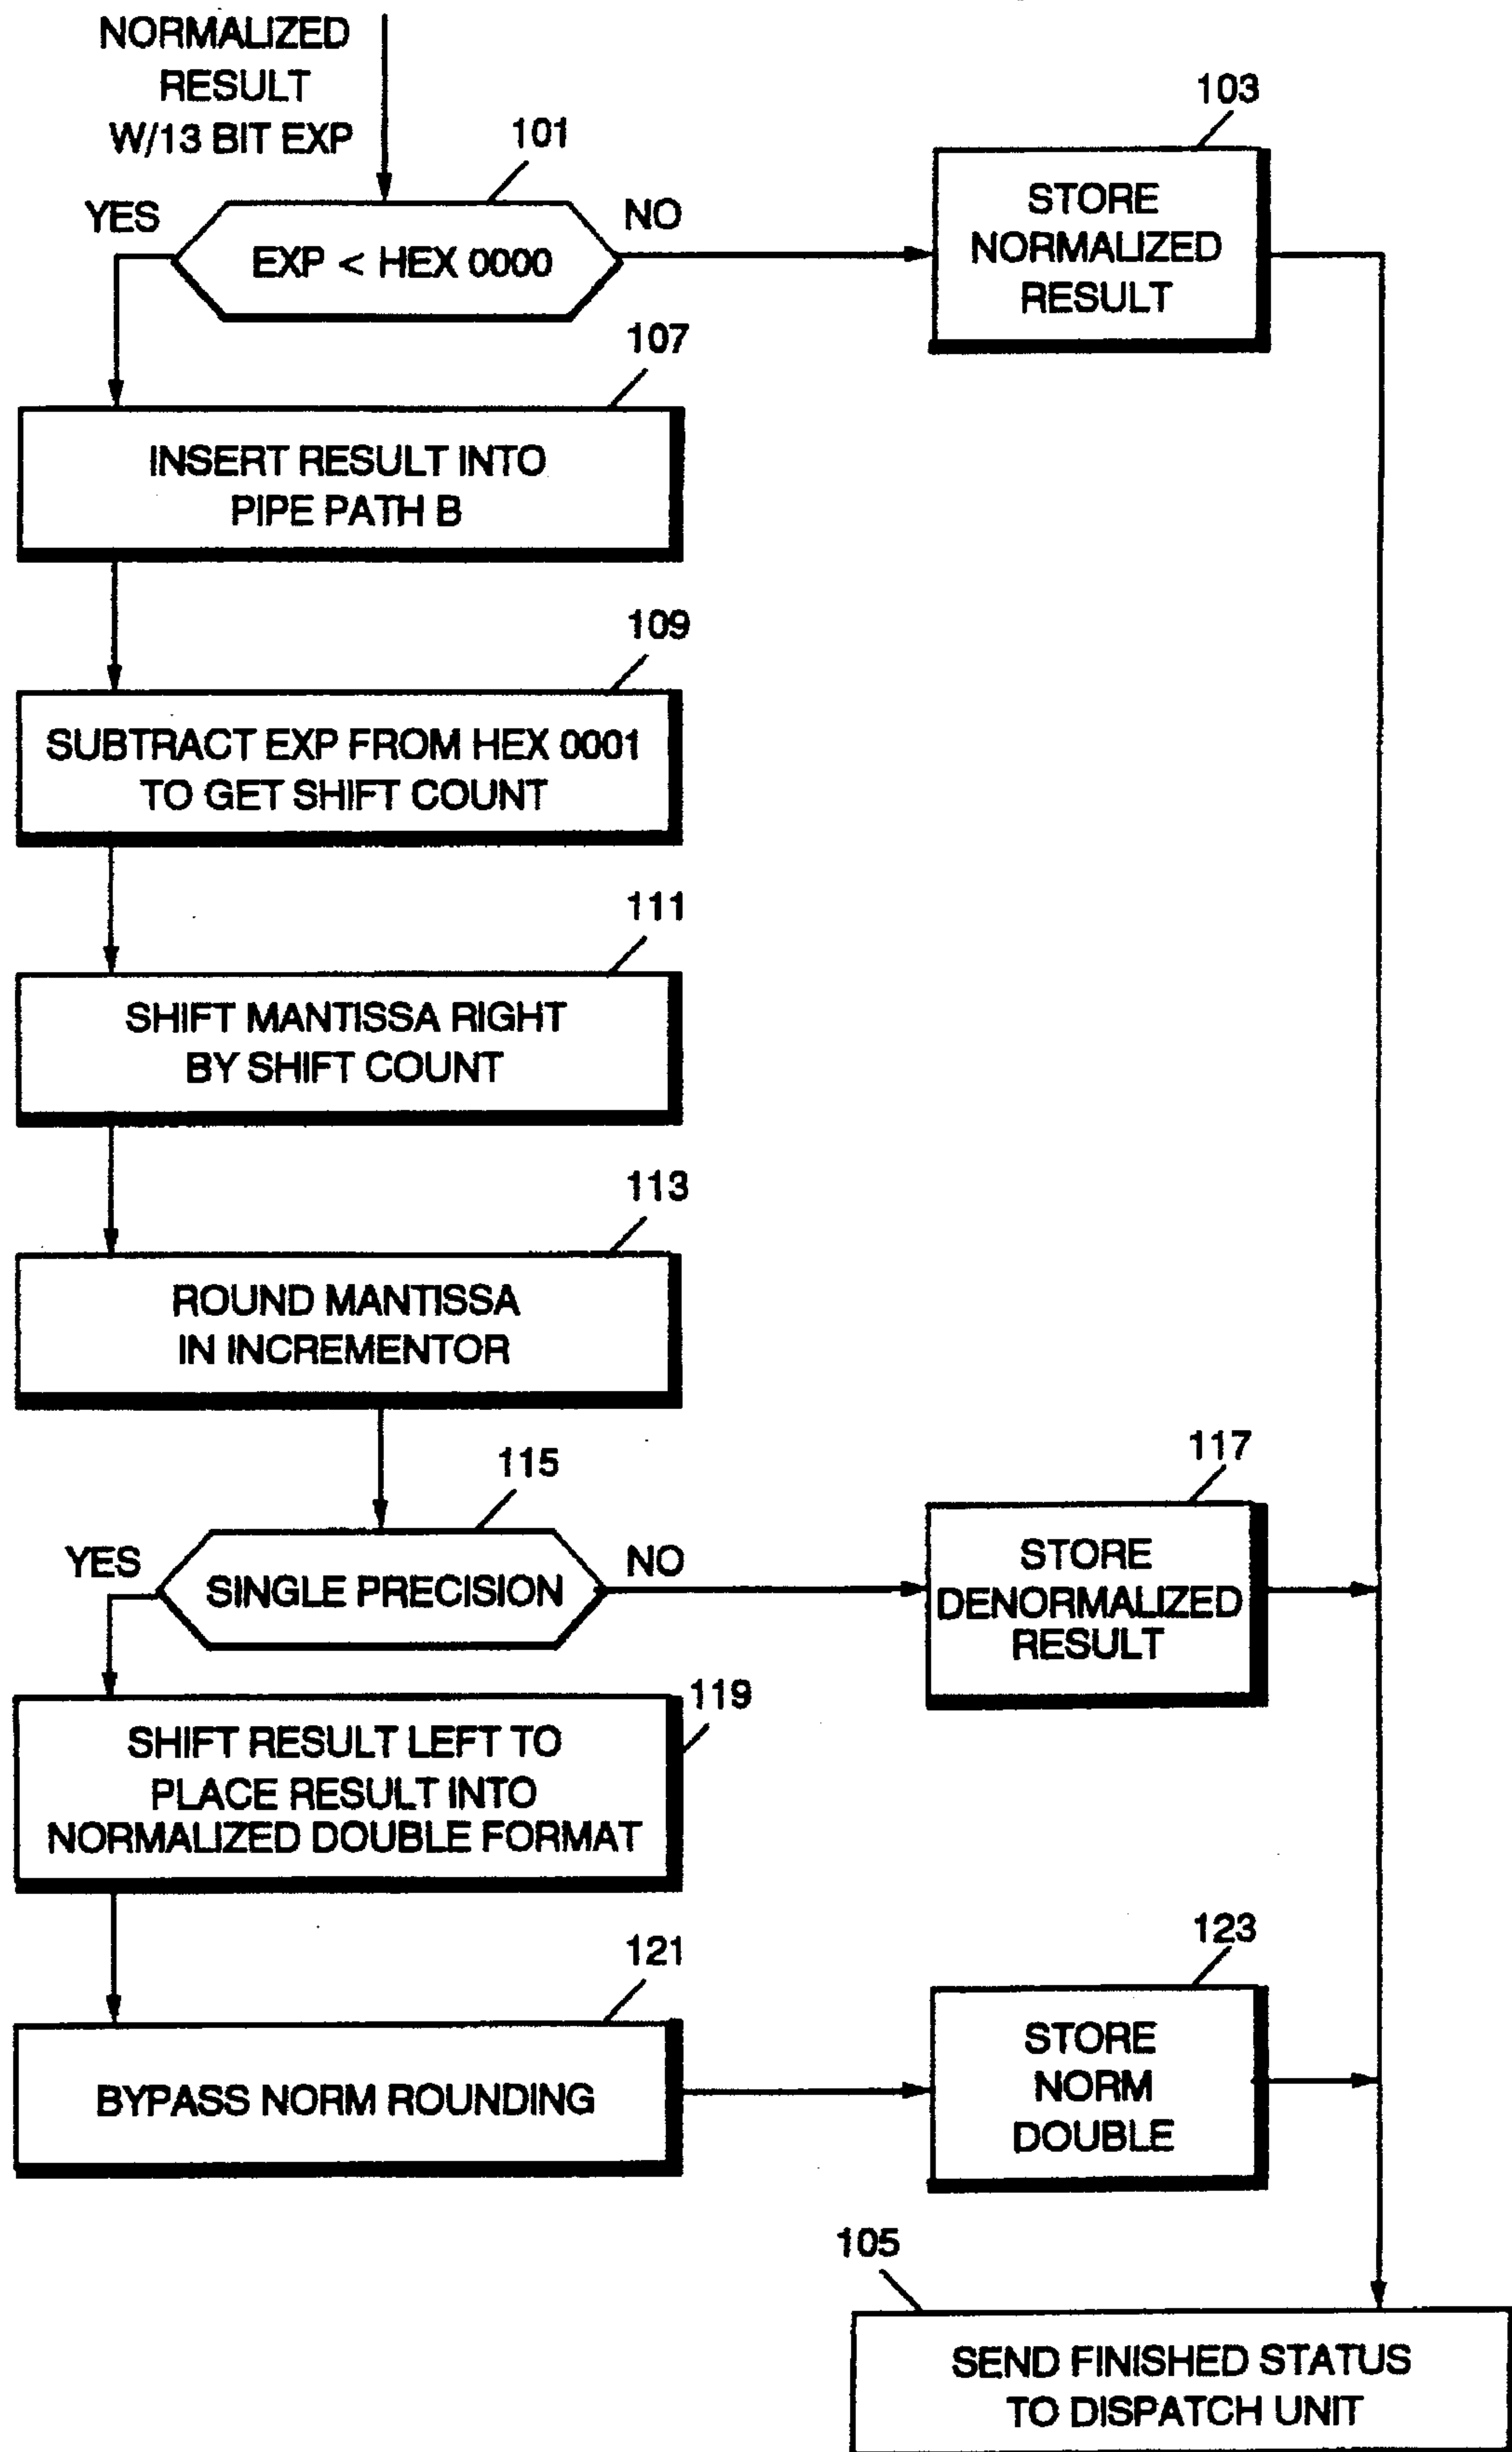 NORMALIZED
RESULT
W/13 BIT EXP
101
YES
EXP < HEX 0000
NO
103
STORE
NORMALIZED
RESULT
107
INSERT RESULT INTO
PIPE PATH B
109
SUBTRACT EXP FROM HEX 0001
TO GET SHIFT COUNT
111
SHIFT MANTISSA RIGHT
BY SHIFT COUNT
113
ROUND MANTISSA
IN INCREMENTOR
115
YES
SINGLE PRECISION
NO
117
STORE
DENORMALIZED
RESULT
119
SHIFT RESULT LEFT TO
PLACE RESULT INTO
NORMALIZED DOUBLE FORMAT
121
BYPASS NORM ROUNDING
123
STORE
NORM
DOUBLE
105
SEND FINISHED STATUS
TO DISPATCH UNIT